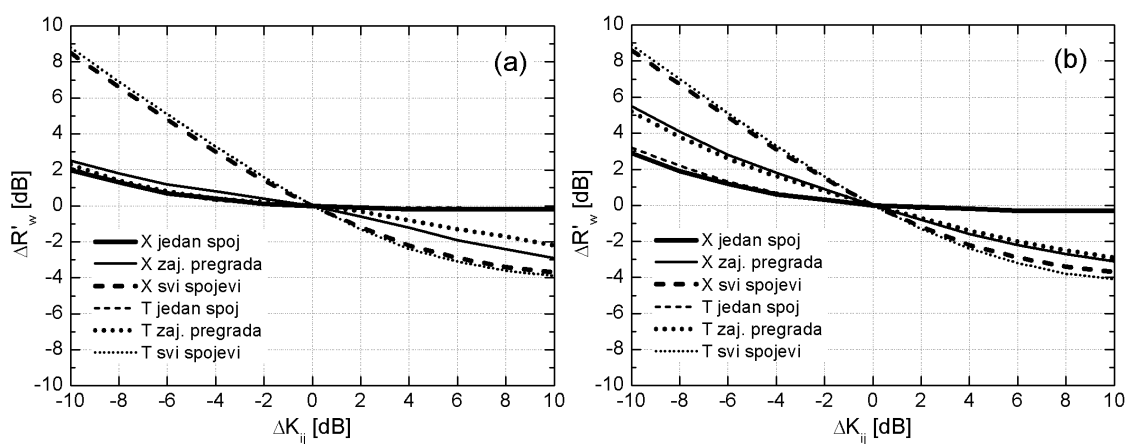 (a)
10
8
6
4
2
0
-2
-4
-6
-8
-10
ΔR'w [dB]
X jedan spoj
X zaj. pregrada
X svi spojevi
T jedan spoj
T zaj. pregrada
T svi spojevi
-10 -8 -6 -4 -2 0 2 4 6 8 10
ΔKij [dB]
(b)
10
8
6
4
2
0
-2
-4
-6
-8
-10
ΔR'w [dB]
X jedan spoj
X zaj. pregrada
X svi spojevi
T jedan spoj
T zaj. pregrada
T svi spojevi
-10 -8 -6 -4 -2 0 2 4 6 8 10
ΔKij [dB]